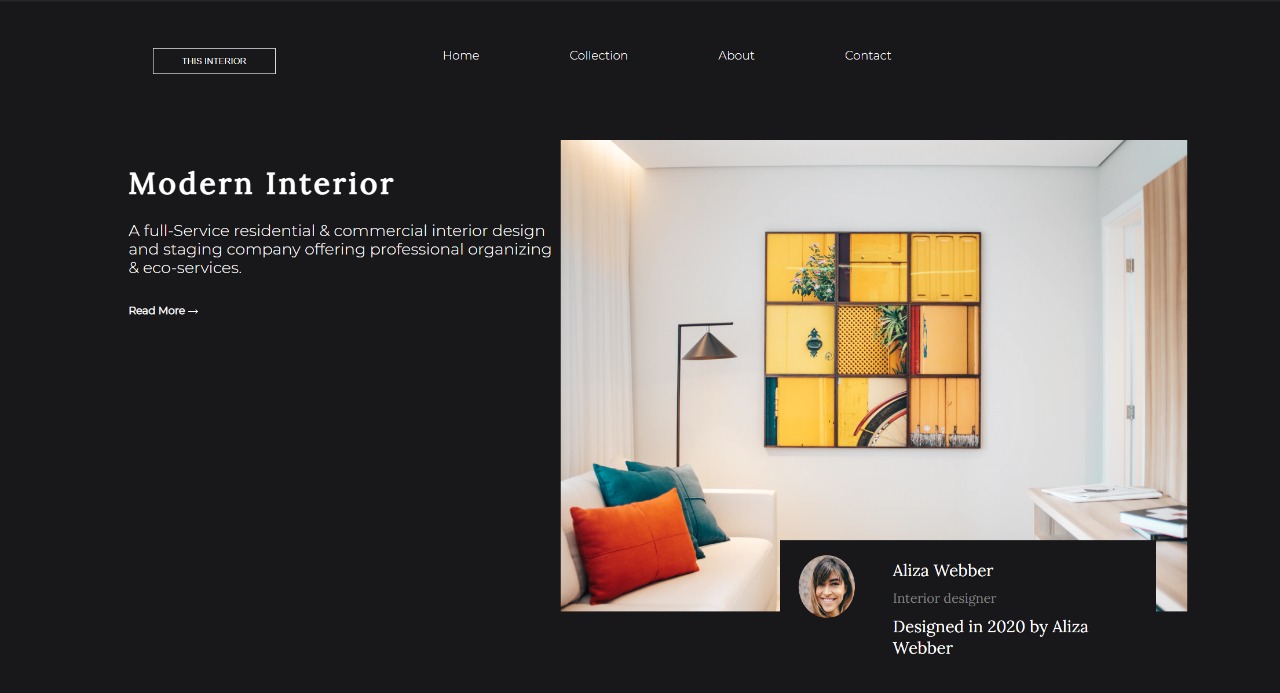 THIS INTERIOR
Home
Collection
About
Contact
Modern Interior
A full-Service residential & commercial interior design
and staging company offering professional organizing
& eco-services.
Read More →
Aliza Webber
Interior designer
Designed in 2020 by Aliza
Webber